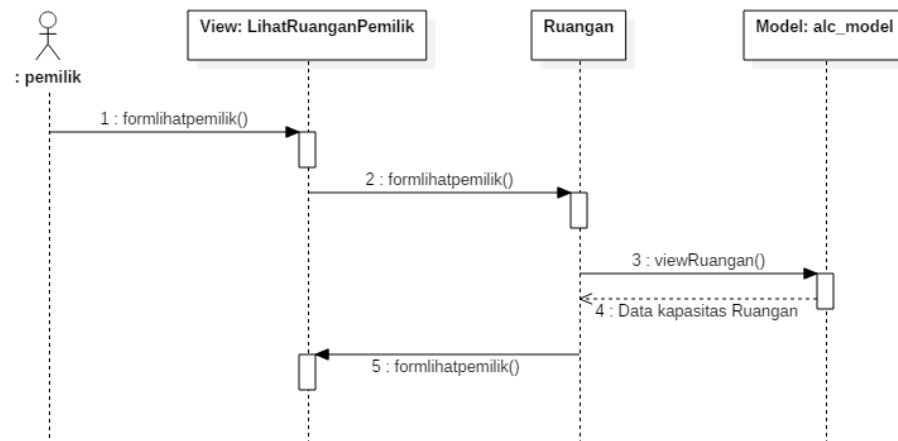 View: LihatRuanganPemilik
Ruangan
Model: alc_model
: pemilik
1 : formlihatpemilik()
2 : formlihatpemilik()
3 : viewRuangan()
4 : Data kapasitas Ruangan
5 : formlihatpemilik()